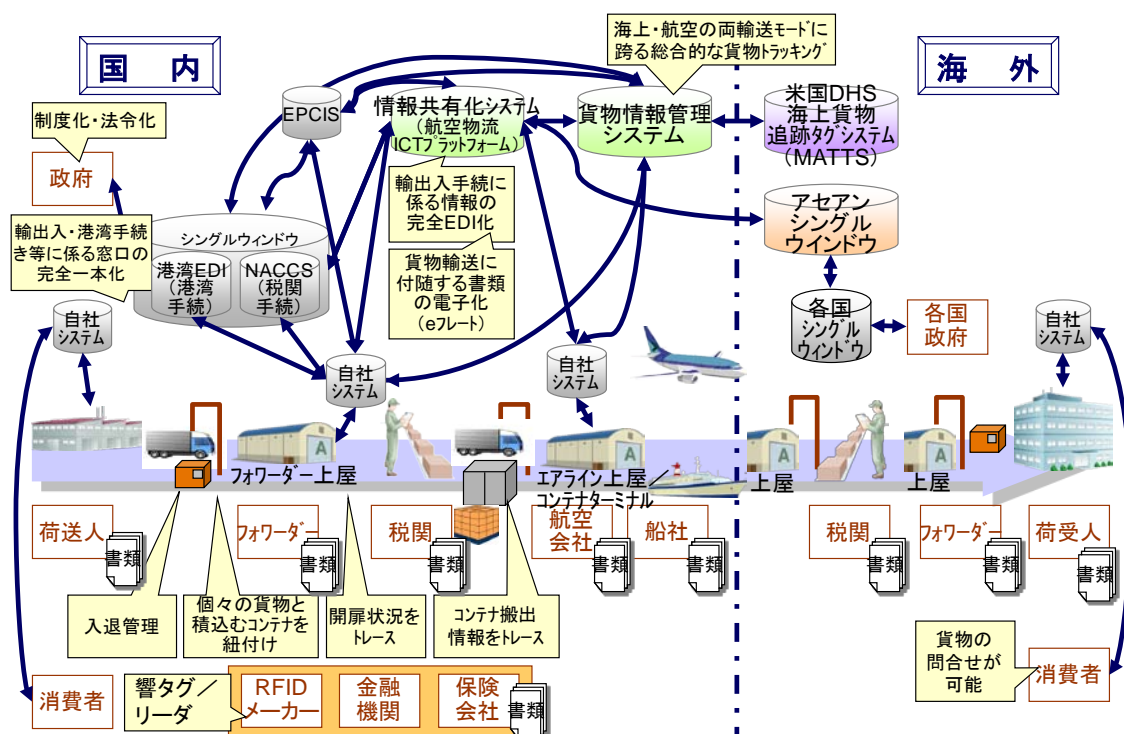 国　内
海上・航空の両輸送モードに
跨る総合的な貨物トラッキング
海　外
制度化・法令化
政府
EPCIS
情報共有化システム
(航空物流
ICTプラットフォーム)
貨物情報管理
システム
米国DHS
海上貨物
追跡タグシステム
(MATTS)
輸出入手続に
係る情報の
完全EDI化
輸出入・港湾手続
き等に係る窓口の
完全一本化
シングルウィンドウ
港湾EDI
(港湾
手続)
NACCS
(税関
手続)
貨物輸送に
付随する書類
の電子化
(eフレート)
アセアン
シングル
ウインドウ
各国
シングル
ウィンドウ
各国
政府
自社
システム
自社
システム
自社
システム
自社
システム
A
A
A
A
フォワーダー上屋
エアライン上屋／
コンテナターミナル
上屋
上屋
荷送人
書類
フォワーダー
書類
税関
書類
航空
会社
書類
船社
書類
税関
書類
フォワーダー
書類
荷受人
書類
入退管理
個々の貨物と
積込むコンテナを
紐付け
開扉状況を
トレース
コンテナ搬出
情報をトレース
貨物の
問合せが
可能
消費者
響タグ／
リーダ
RFID
メーカー
金融
機関
保険
会社
書類
消費者